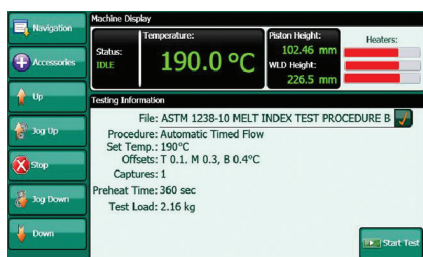 Navigation
Accessories
Up
Jog Up
Stop
Jog Down
Down
Machine Display
Status:
IDLE
Temperature:
190.0 °C
Piston Height:
102.46 mm
WLD Height:
226.5 mm
Heaters:
Testing Information
File: ASTM 1238-10 MELT INDEX TEST PROCEDURE B
Procedure: Automatic Timed Flow
Set Temp.: 190°C
Offsets: T 0.1, M 0.3, B 0.4°C
Captures: 1
Preheat Time: 360 sec
Test Load: 2.16 kg
Start Test